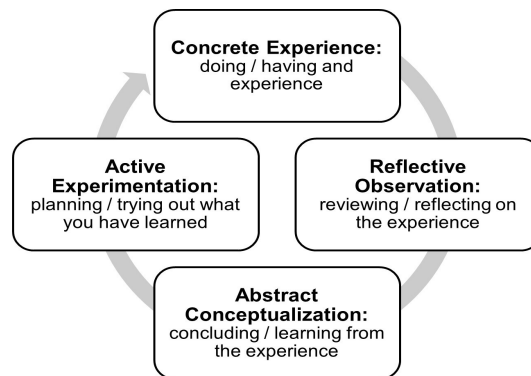 Concrete Experience:
doing / having and
experience
Reflective
Observation:
reviewing / reflecting on
the experience
Abstract
Conceptualization:
concluding / learning from
the experience
Active
Experimentation:
planning / trying out what
you have learned